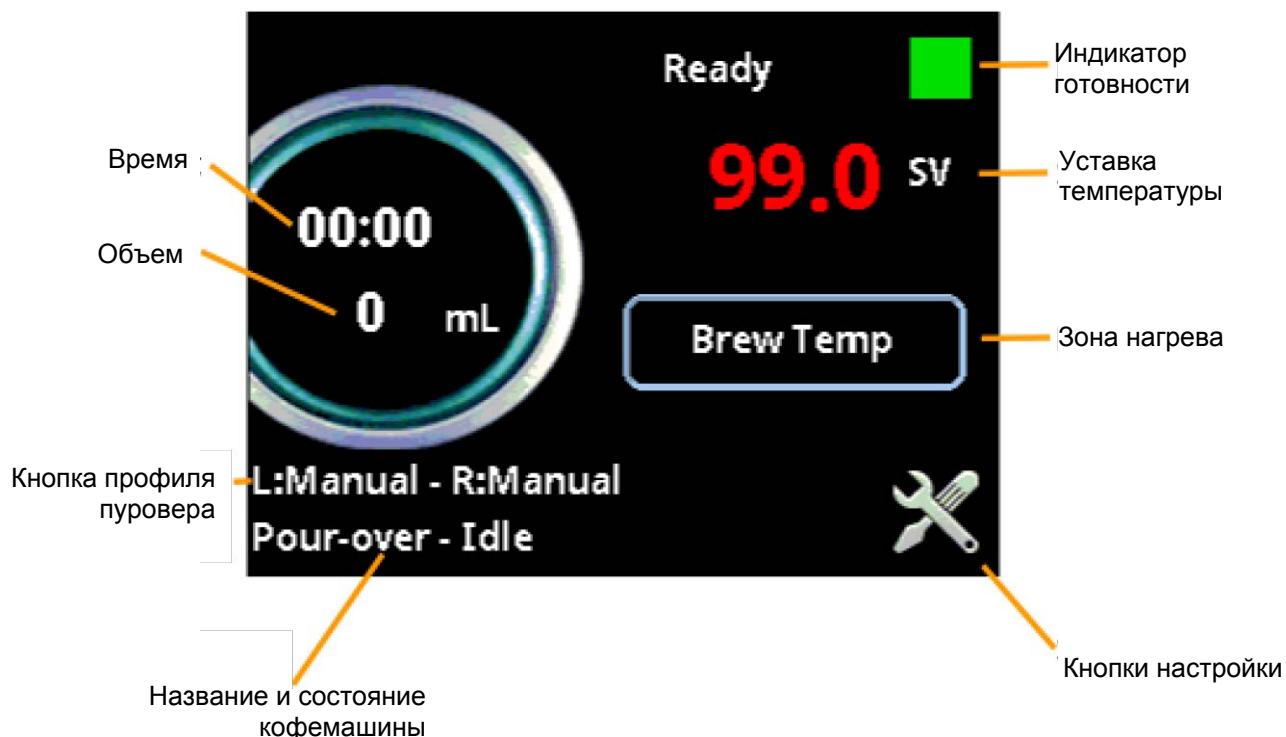 Ready
Индикатор
готовности
Время
99.0 SV
Уставка
температуры
00:00
Объем
0 mL
Brew Temp
Зона нагрева
Кнопка профиля
пуровера
L:Manual - R:Manual
Pour-over - Idle
Кнопки настройки
Название и состояние
кофемашины